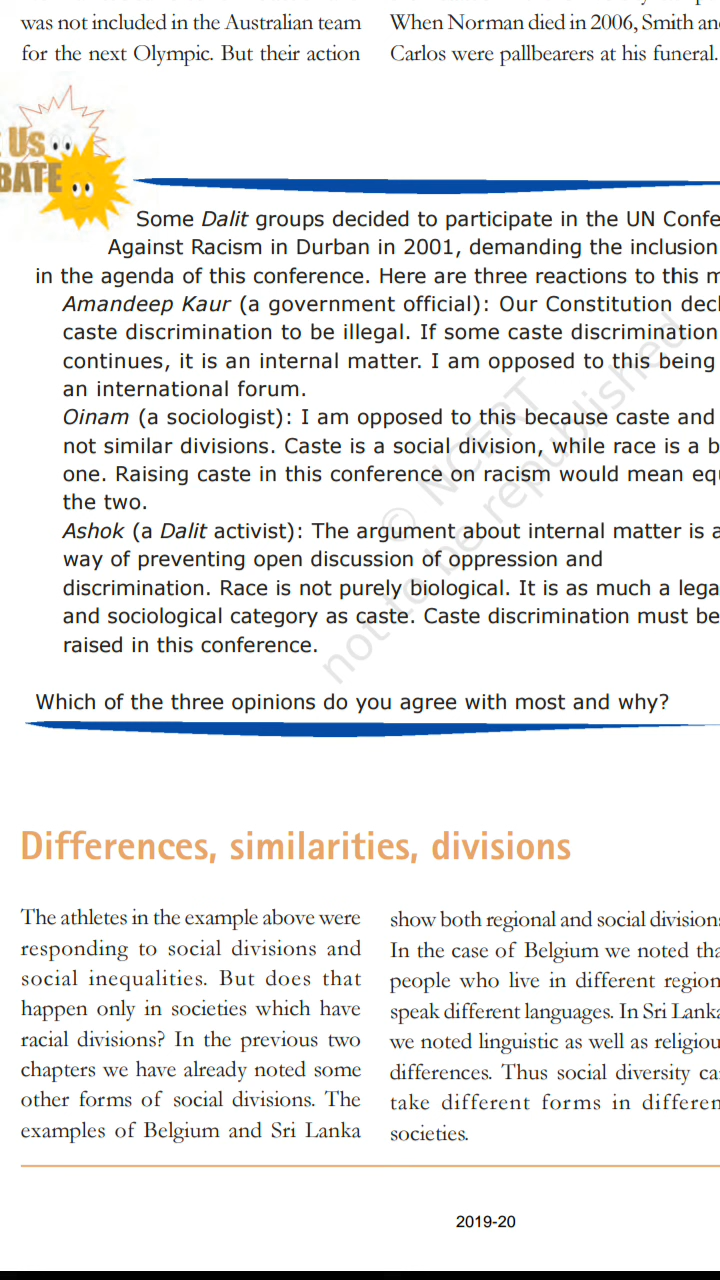 was not included in the Australian team
for the next Olympic. But their action
When Norman died in 2006, Smith
Carlos were pallbearers at his funeral.
Us
BATE
Some Dalit groups decided to participate in the UN
Against Racism in Durban in 2001, demanding the inclusion
in the agenda of this conference. Here are three reactions to this
Amandeep Kaur (a government official): Our Constitution
caste discrimination to be illegal. If some caste discrimination
continues, it is an internal matter. I am opposed to this being
an international forum.
Oinam (a sociologist): I am opposed to this because caste and
not similar divisions. Caste is a social division, while race is a
one. Raising caste in this conference on racism would mean
the two.
Ashok (a Dalit activist): The argument about internal matter is
way of preventing open discussion of oppression and
discrimination. Race is not purely biological. It is as much a
and sociological category as caste. Caste discrimination must be
raised in this conference.
Which of the three opinions do you agree with most and why?
© NCERT
not to be republished
Differences, similarities, divisions
The athletes in the example above were
responding to social divisions and
social inequalities. But does that
happen only in societies which have
racial divisions? In the previous two
chapters we have already noted some
other forms of social divisions. The
examples of Belgium and Sri Lanka
show both regional and social
In the case of Belgium we noted
people who live in different
speak different languages. In Sri Lanka
we noted linguistic as well as
differences. Thus social diversity
take different forms in
societies.
2019-20